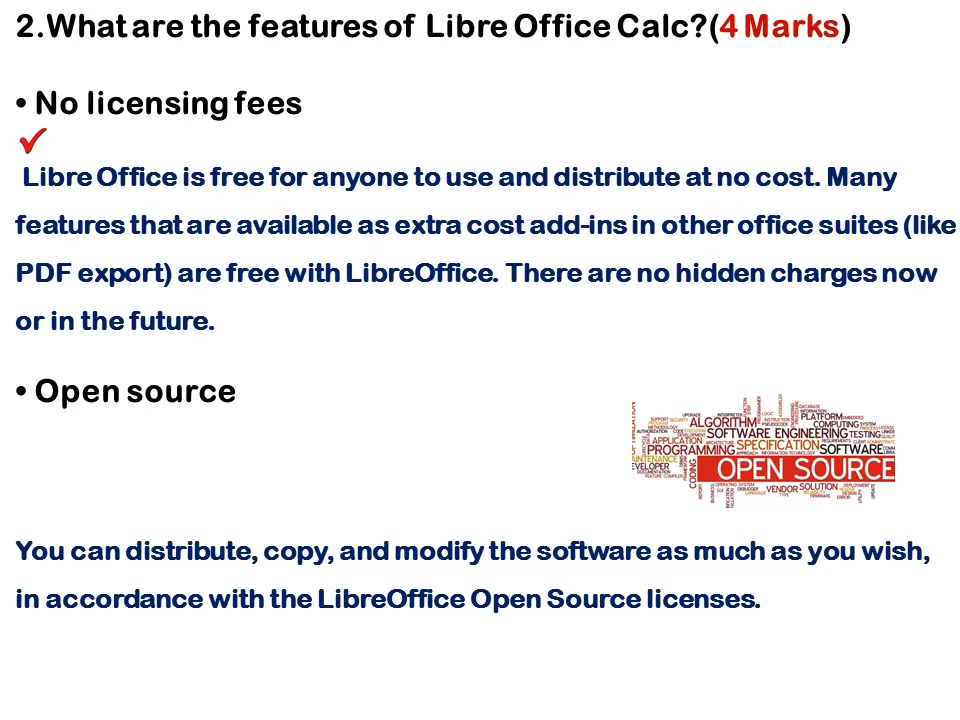 2.What are the features of Libre Office Calc?(4 Marks)
• No licensing fees
Libre Office is free for anyone to use and distribute at no cost. Many
features that are available as extra cost add-ins in other office suites (like
PDF export) are free with LibreOffice. There are no hidden charges now
or in the future.
• Open source
ALGORITHM
PLATFORM
COMPUTING
SOFTWARE ENGINEERING TESTING
APPLICATION
SPECIFICATION
PROGRAMMING
SOFTWARE
OPEN SOURCE
CODING
VENDOR SOLUTION
You can distribute, copy, and modify the software as much as you wish,
in accordance with the LibreOffice Open Source licenses.